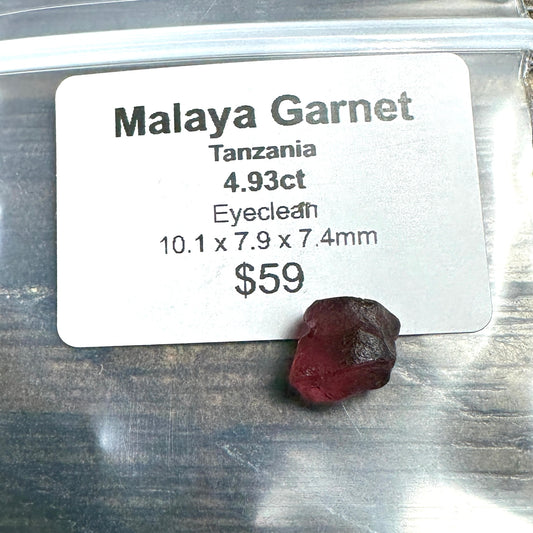 Malaya Garnet
Tanzania
4.93ct
Eyeclean
10.1 x 7.9 x 7.4mm
$59